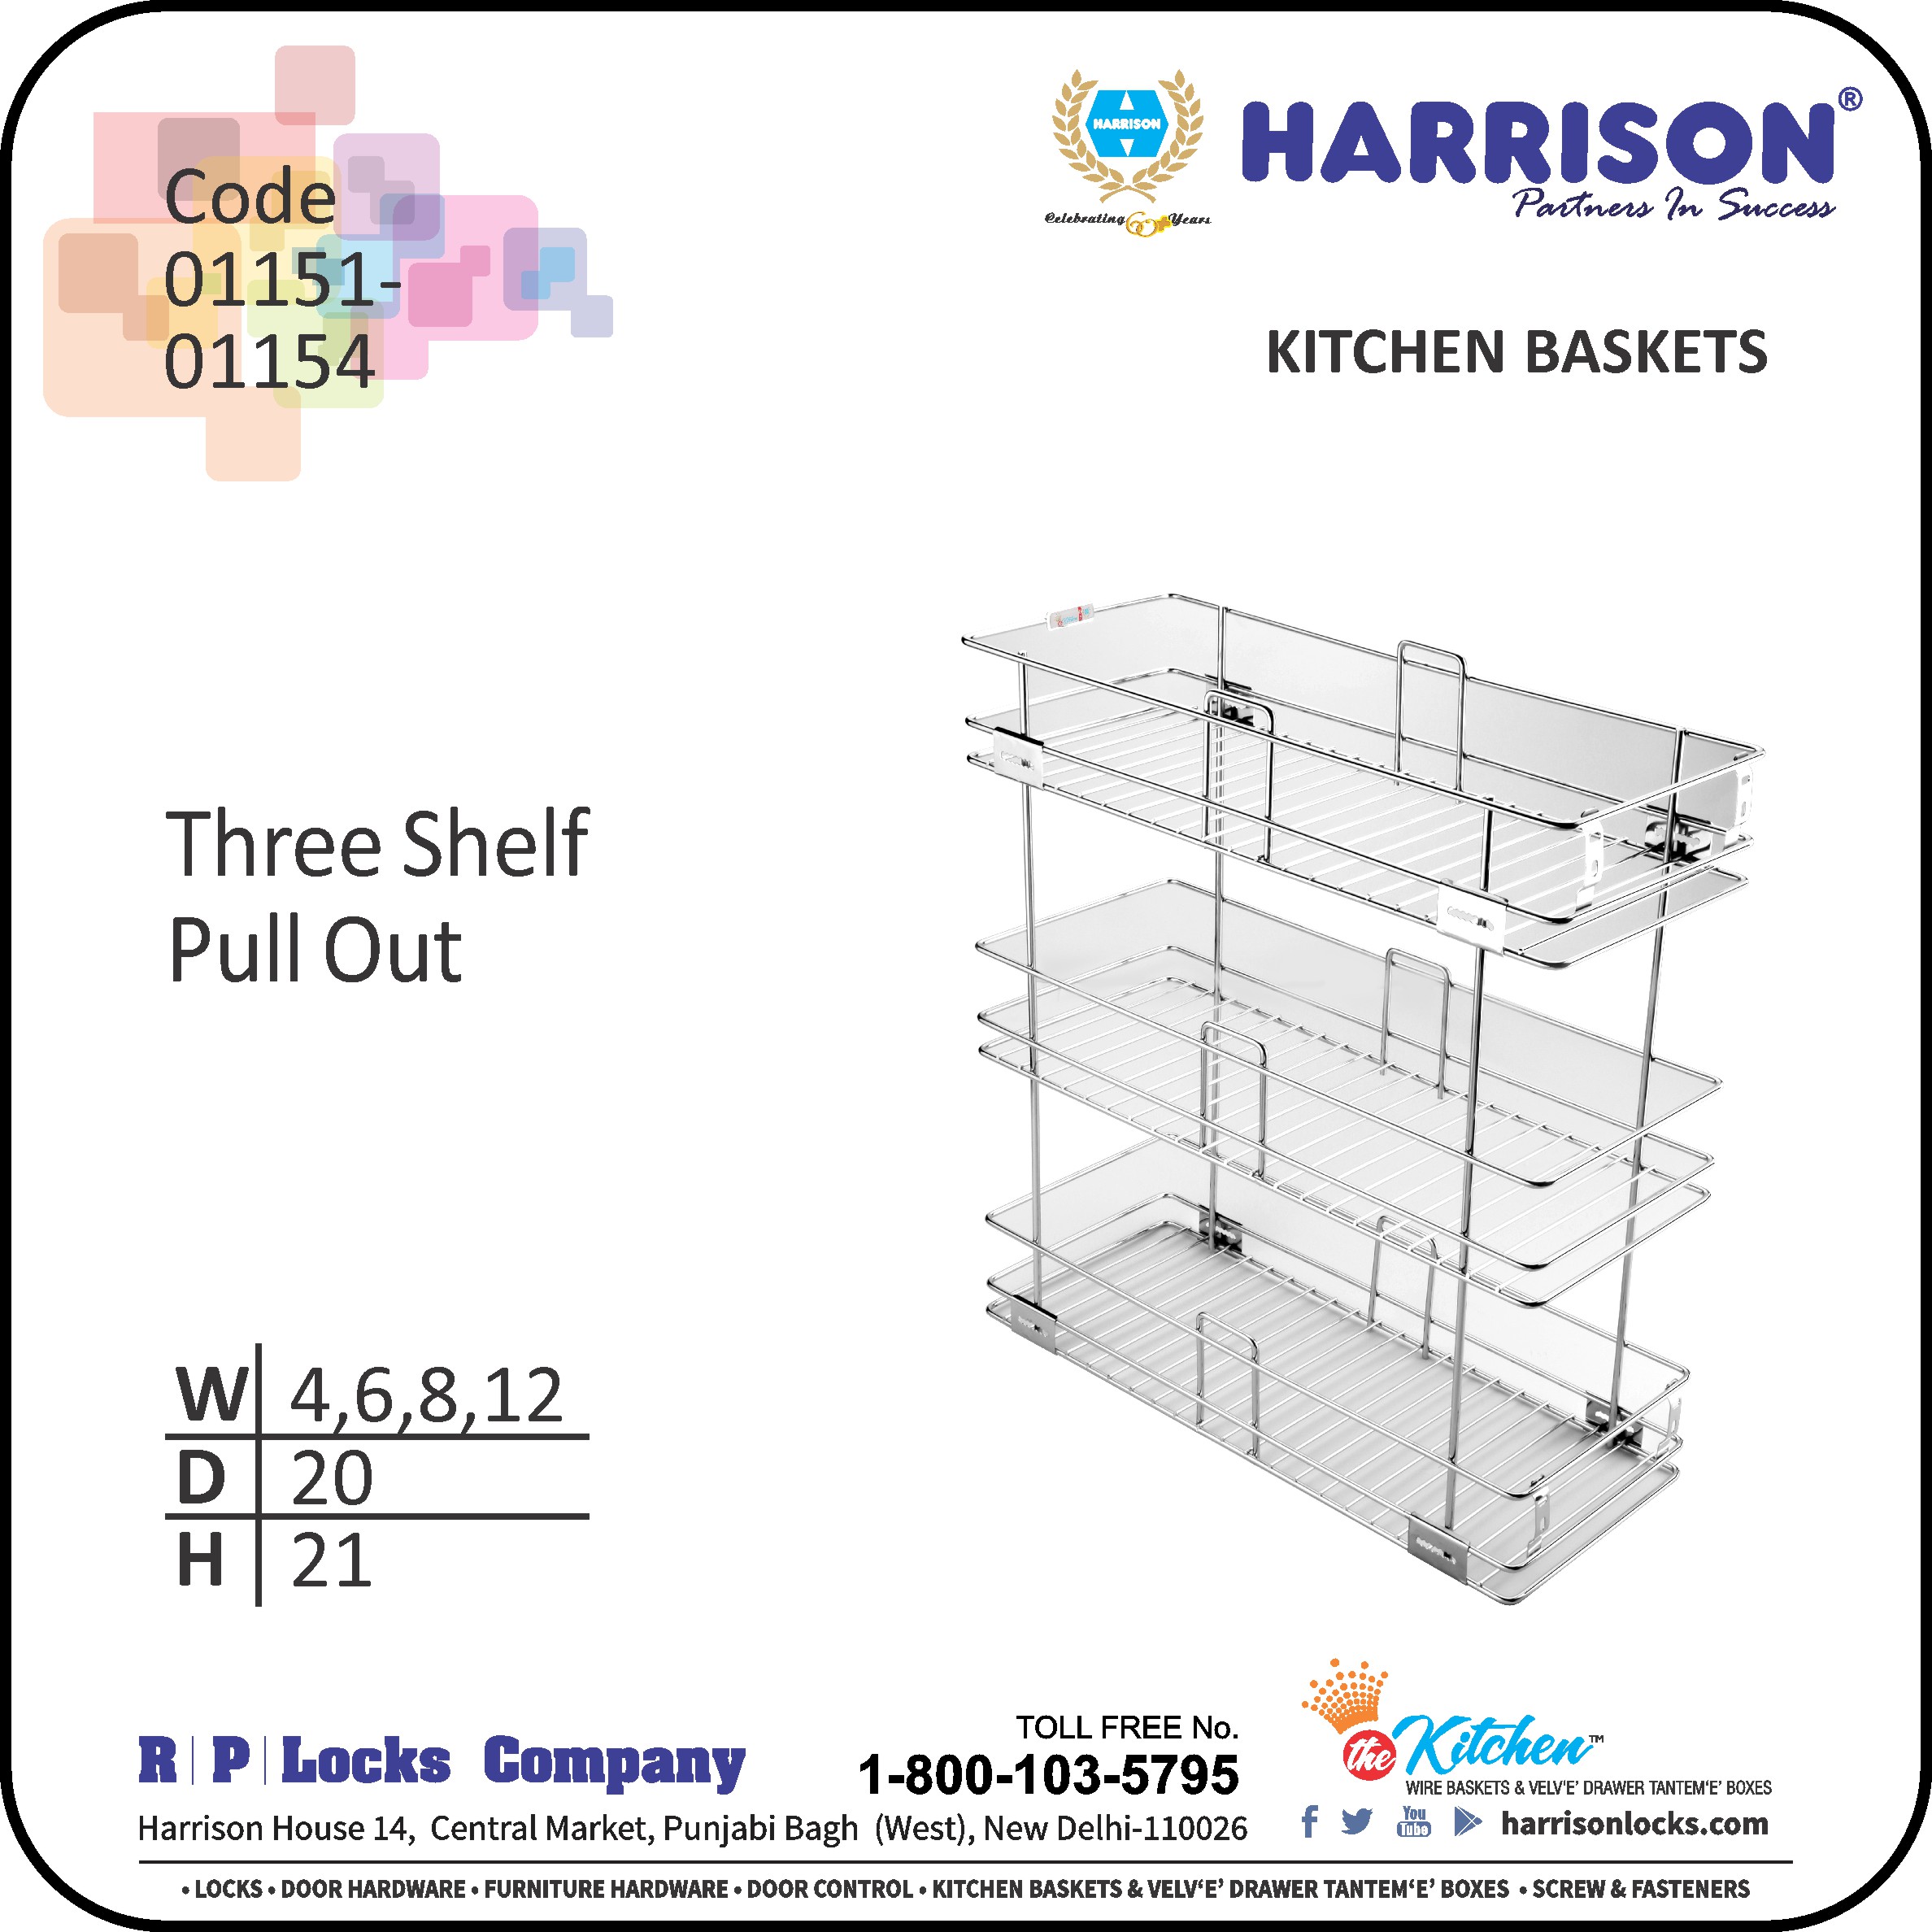 Code
01151-
01154
HARRISON
Celebrating 60+ Years
HARRISON®
Partners In Success
KITCHEN BASKETS
Three Shelf
Pull Out
W 4,6,8,12
D 20
H 21
R P Locks Company
TOLL FREE No.
1-800-103-5795
Harrison House 14, Central Market, Punjabi Bagh (West), New Delhi-110026
the Kitchen™
WIRE BASKETS & VELV'E' DRAWER TANTEM'E' BOXES
f You Tube harrisonlocks.com
• LOCKS • DOOR HARDWARE • FURNITURE HARDWARE • DOOR CONTROL • KITCHEN BASKETS & VELV‘E’ DRAWER TANTEM‘E’ BOXES • SCREW & FASTENERS